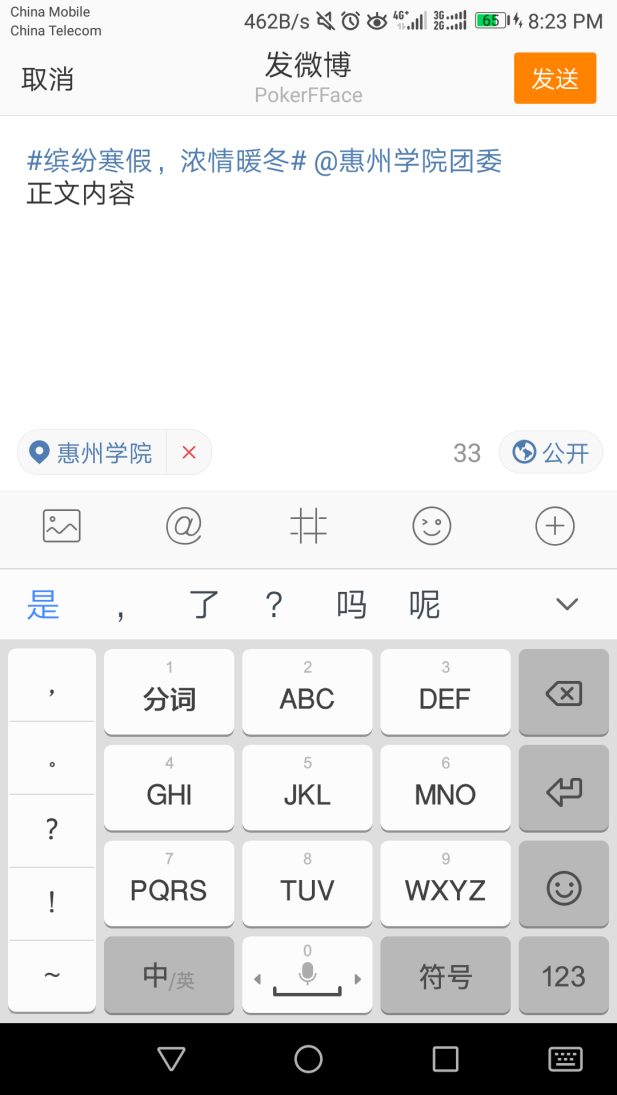 China Mobile
China Telecom
462B/s 4G+ 3G 2G 65 8:23 PM
取消 发微博 发送
PokerFFace
#缤纷寒假，浓情暖冬# @惠州学院团委
正文内容
惠州学院 × 33 公开
@
是 ， 了 ？ 吗 呢
， 1 2 3
分词 ABC DEF
。 4 5 6
GHI JKL MNO
？ 7 8 9
！ PQRS TUV WXYZ
～ 中/英 0 符号 123